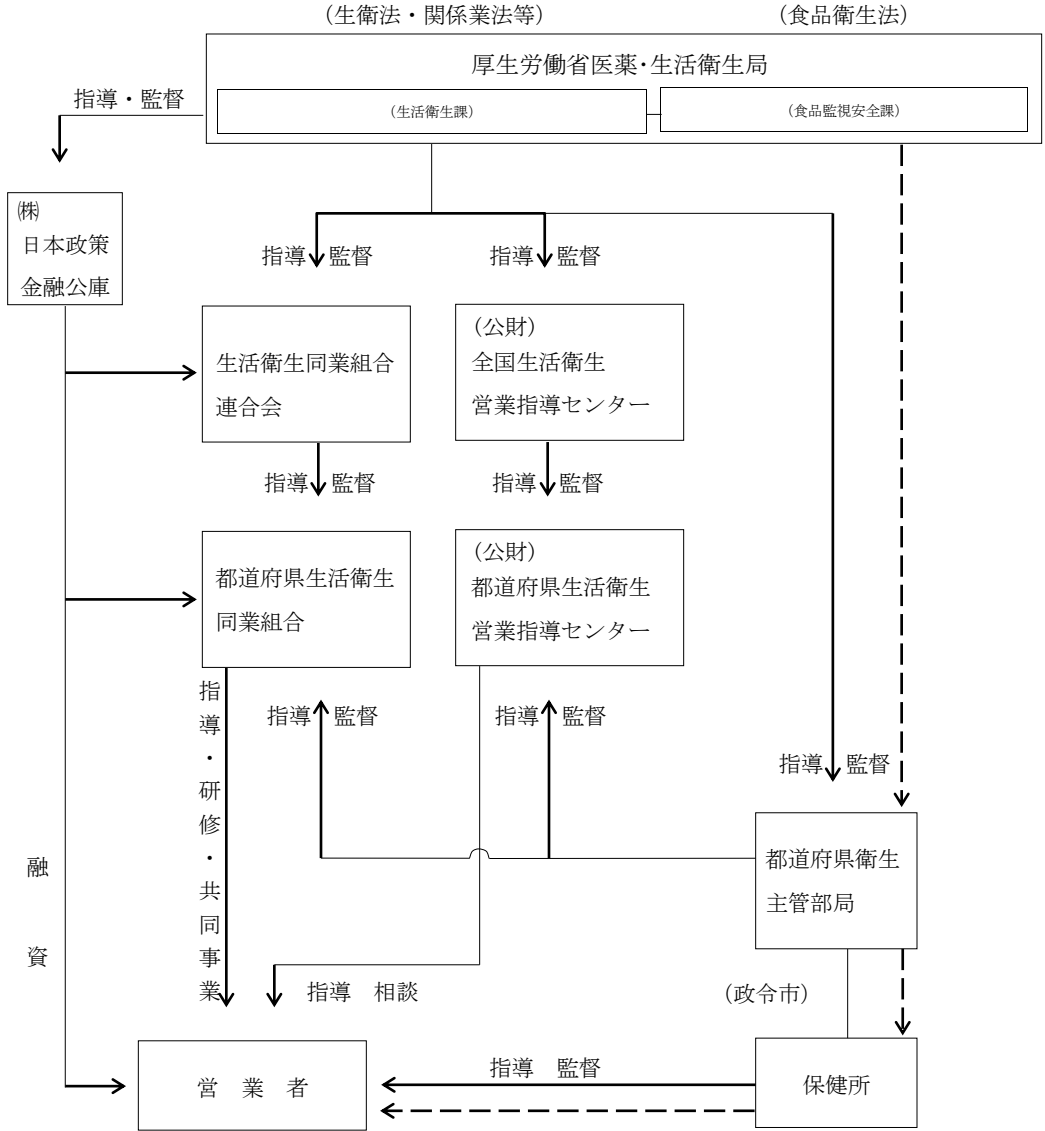 （生衛法・関係業法等）
（食品衛生法）
厚生労働省医薬・生活衛生局
指導・監督
（生活衛生課）
（食品監視安全課）
㈱
日本政策
金融公庫
指導 監督
指導 監督
生活衛生同業組合
連合会
（公財）
全国生活衛生
営業指導センター
指導 監督
指導 監督
都道府県生活衛生
同業組合
（公財）
都道府県生活衛生
営業指導センター
指導・研修・共同事業
指導 監督
指導 監督
指導 監督
都道府県衛生
主管部局
融資
指導 相談
（政令市）
営業者
指導 監督
保健所